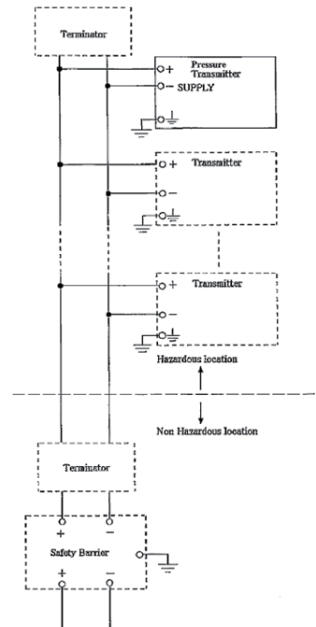 Terminator
+
Pressure
Transmitter
− SUPPLY
+ Transmitter
−
+ Transmitter
−
Hazardous location
Non Hazardous location
Terminator
+ −
Safety Barrier
+ −